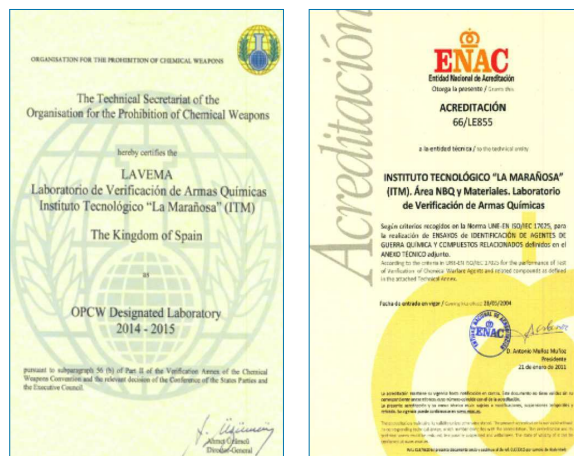 ORGANISATION FOR THE PROHIBITION OF CHEMICAL WEAPONS
The Technical Secretariat of the
Organisation for the Prohibition of Chemical Weapons
hereby certifies the
LAVEMA
Laboratorio de Verificación de Armas Químicas
Instituto Tecnológico “La Marañosa” (ITM)
The Kingdom of Spain
as
OPCW Designated Laboratory
2014 - 2015
pursuant to subparagraph 56 (b) of Part II of the Verification Annex of the Chemical
Weapons Convention and the relevant decision of the Conference of the States Parties and
the Executive Council.
Ahmet Üzümcü
Director-General
Acreditación
ENAC
Entidad Nacional de Acreditación
Otorga la presente / Grants this
ACREDITACIÓN
66/LE855
a la entidad técnica / to the technical entity
INSTITUTO TECNOLÓGICO “LA MARAÑOSA”
(ITM). Área NBQ y Materiales. Laboratorio
de Verificación de Armas Químicas
Según criterios recogidos en la Norma UNE-EN ISO/IEC 17025, para
la realización de ENSAYOS de IDENTIFICACIÓN DE AGENTES DE
GUERRA QUÍMICA Y COMPUESTOS RELACIONADOS definidos en el
ANEXO TÉCNICO adjunto.
According to the criteria in UNE-EN ISO/IEC 17025 for the performance of Test
of Verification of Chemical Warfare Agents and related Compounds as defined
in the attached Technical Annex.
Fecha de entrada en vigor /
ENAC
D. Antonio Muñoz Muñoz
Presidente
21 de enero de 2011